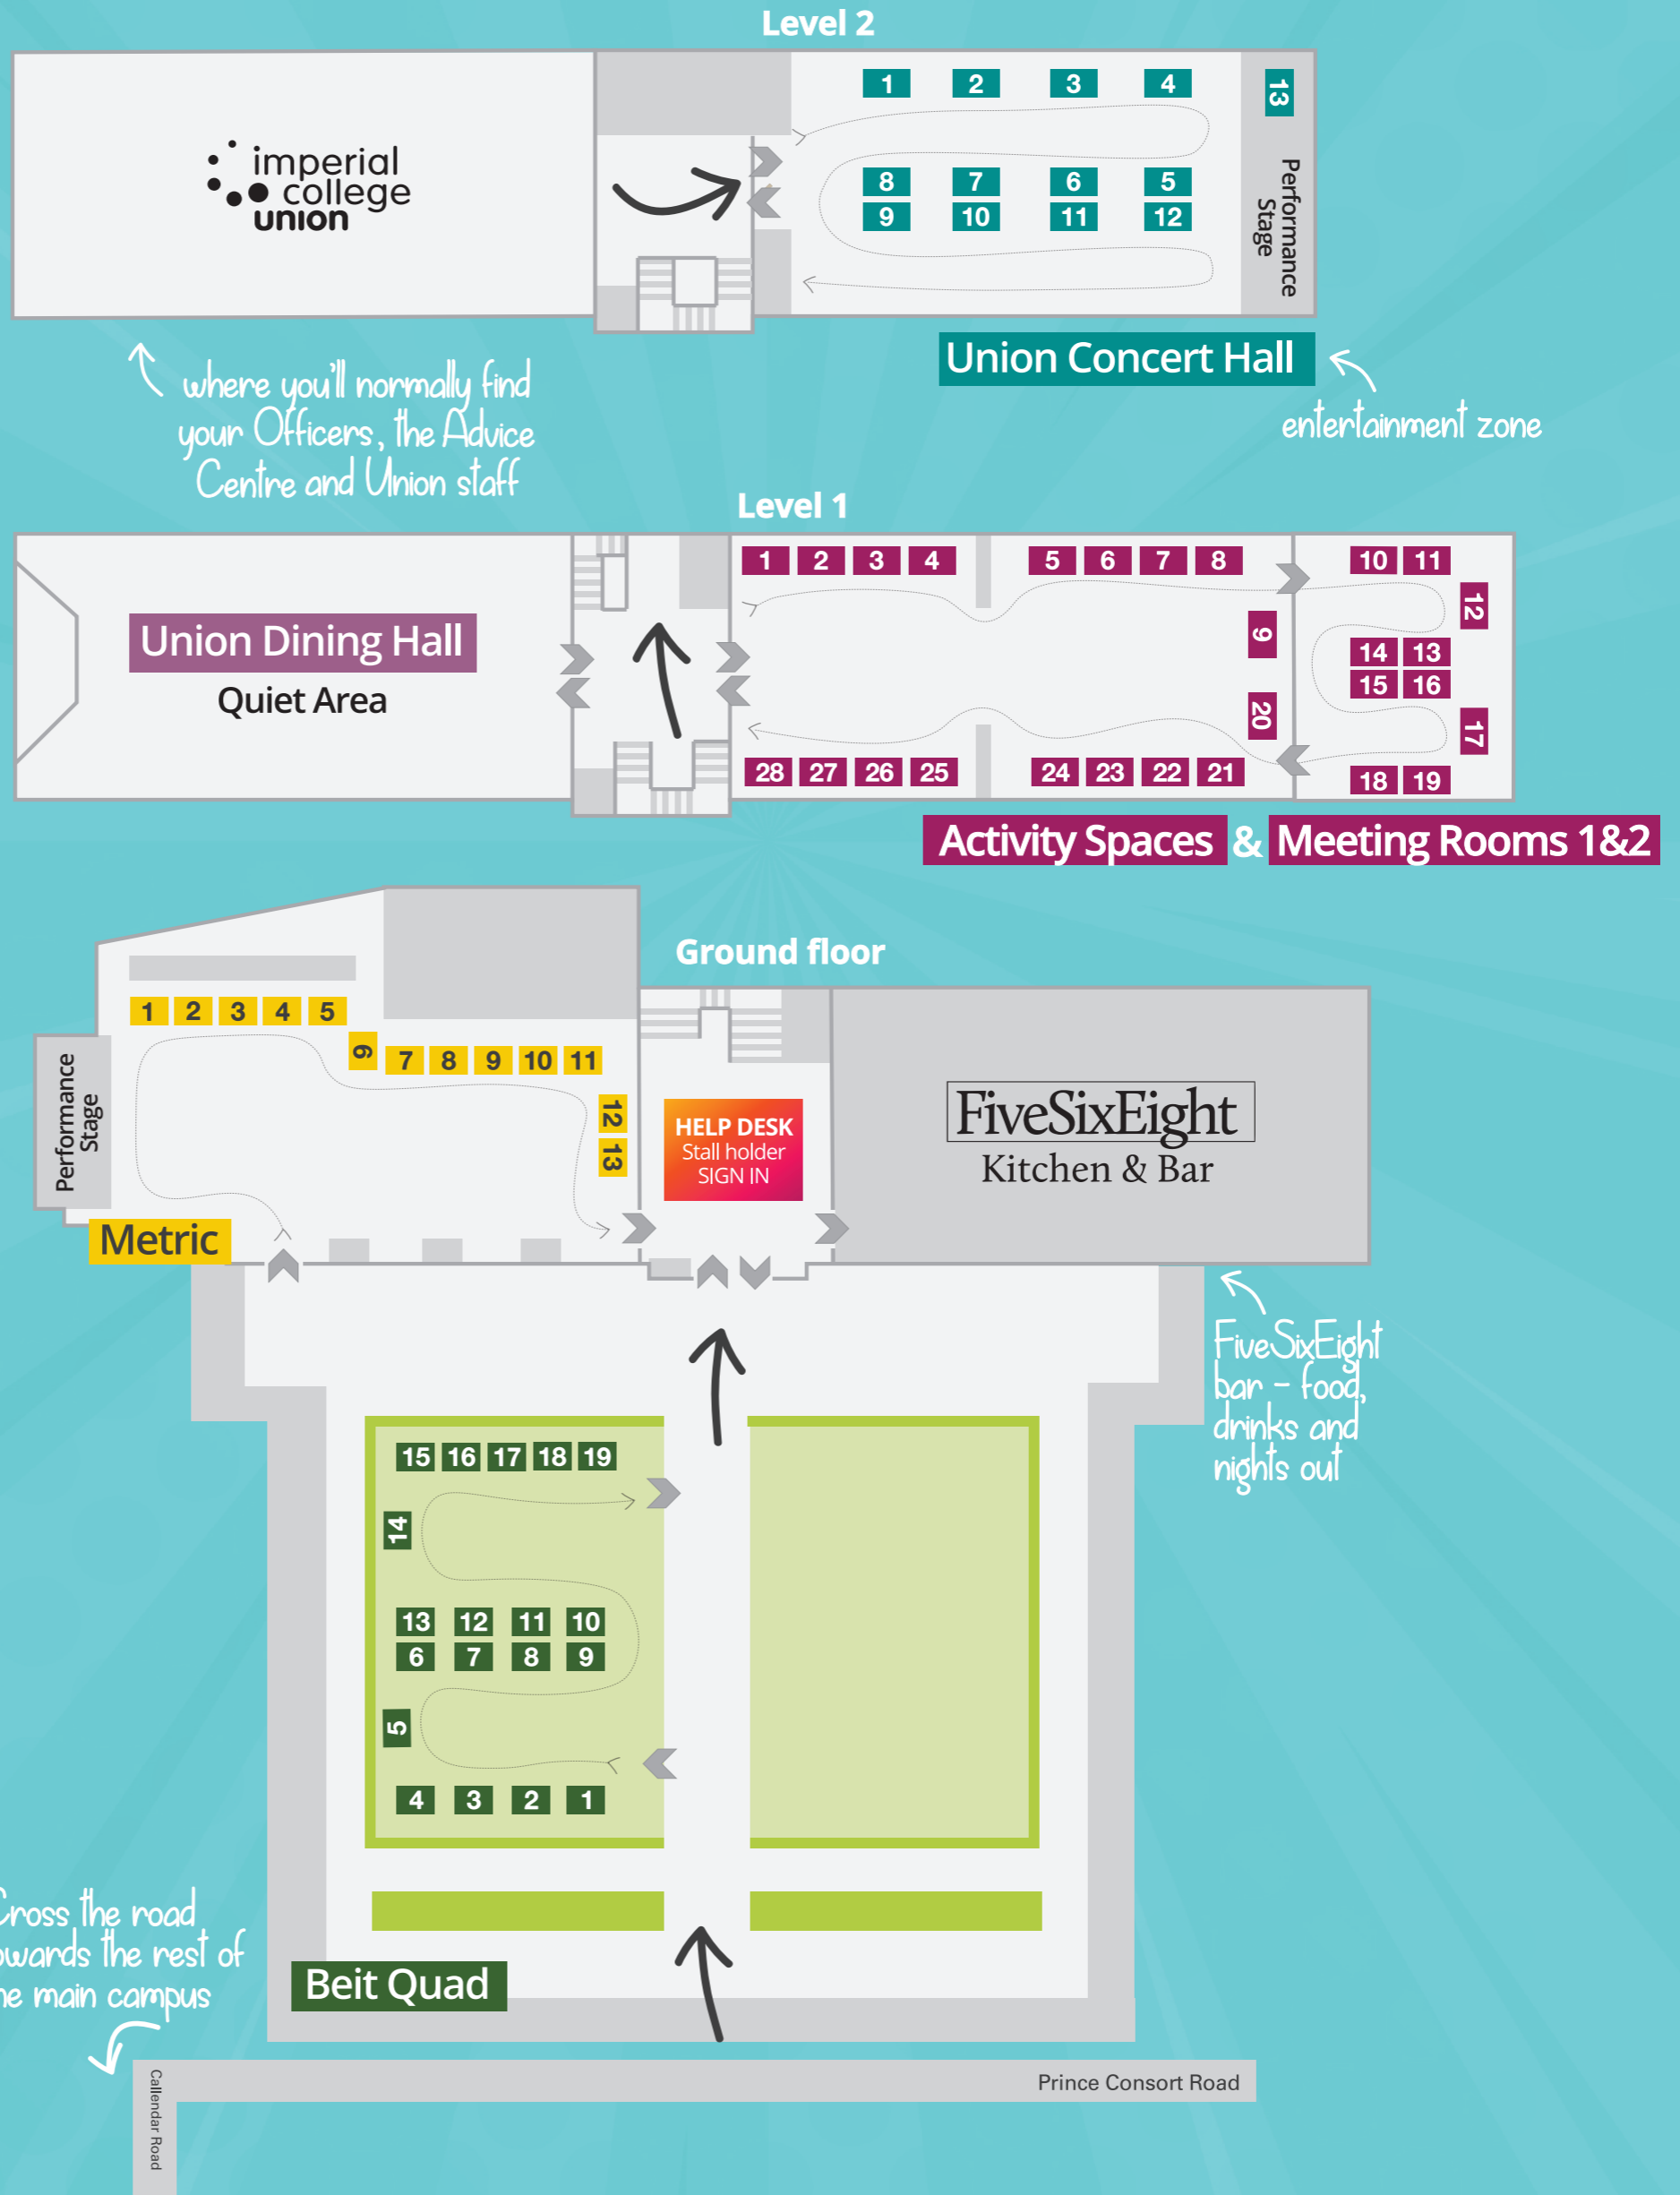 Level 2
1 2 3 4
13
imperial
college
union
8 7 6 5
9 10 11 12
Performance
Stage
Union Concert Hall
where you'll normally find
your Officers, the Advice
Centre and Union staff
entertainment zone
Level 1
1 2 3 4 5 6 7 8 10 11
12
9
Union Dining Hall
Quiet Area
14 13
15 16
20
17
28 27 26 25 24 23 22 21 18 19
Activity Spaces & Meeting Rooms 1&2
Ground floor
1 2 3 4 5
6
7 8 9 10 11
12
13
Performance
Stage
HELP DESK
Stall holder
SIGN IN
FiveSixEight
Kitchen & Bar
Metric
FiveSixEight
bar - food,
drinks and
nights out
15 16 17 18 19
14
13 12 11 10
6 7 8 9
5
4 3 2 1
Cross the road
owards the rest of
he main campus
Beit Quad
Prince Consort Road
Callendar Road